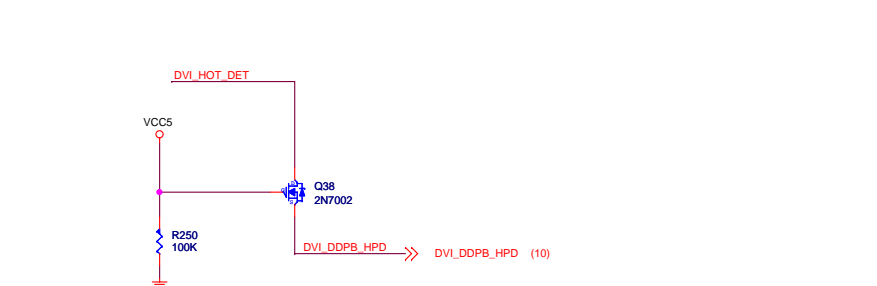 DVI_HOT_DET
VCC5
Q38
2N7002
R250
100K
DVI_DDPB_HPD
DVI_DDPB_HPD (10)